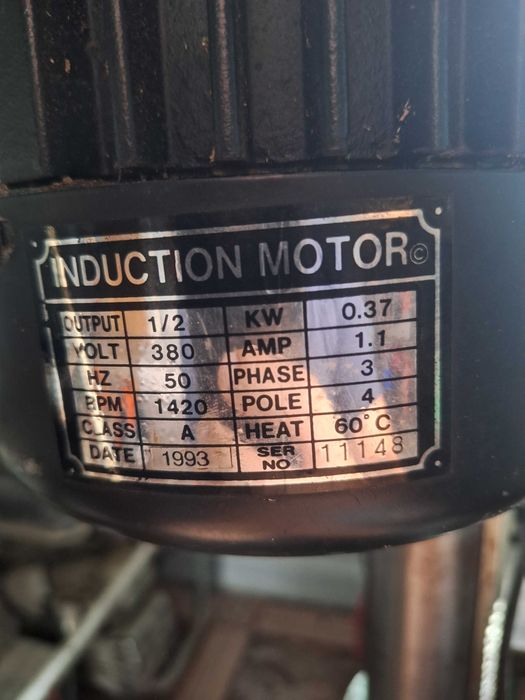 INDUCTION MOTOR©
OUTPUT 1/2 KW 0.37
VOLT 380 AMP 1.1
HZ 50 PHASE 3
RPM 1420 POLE 4
CLASS A HEAT 60°C
DATE 1993 SER NO 11148